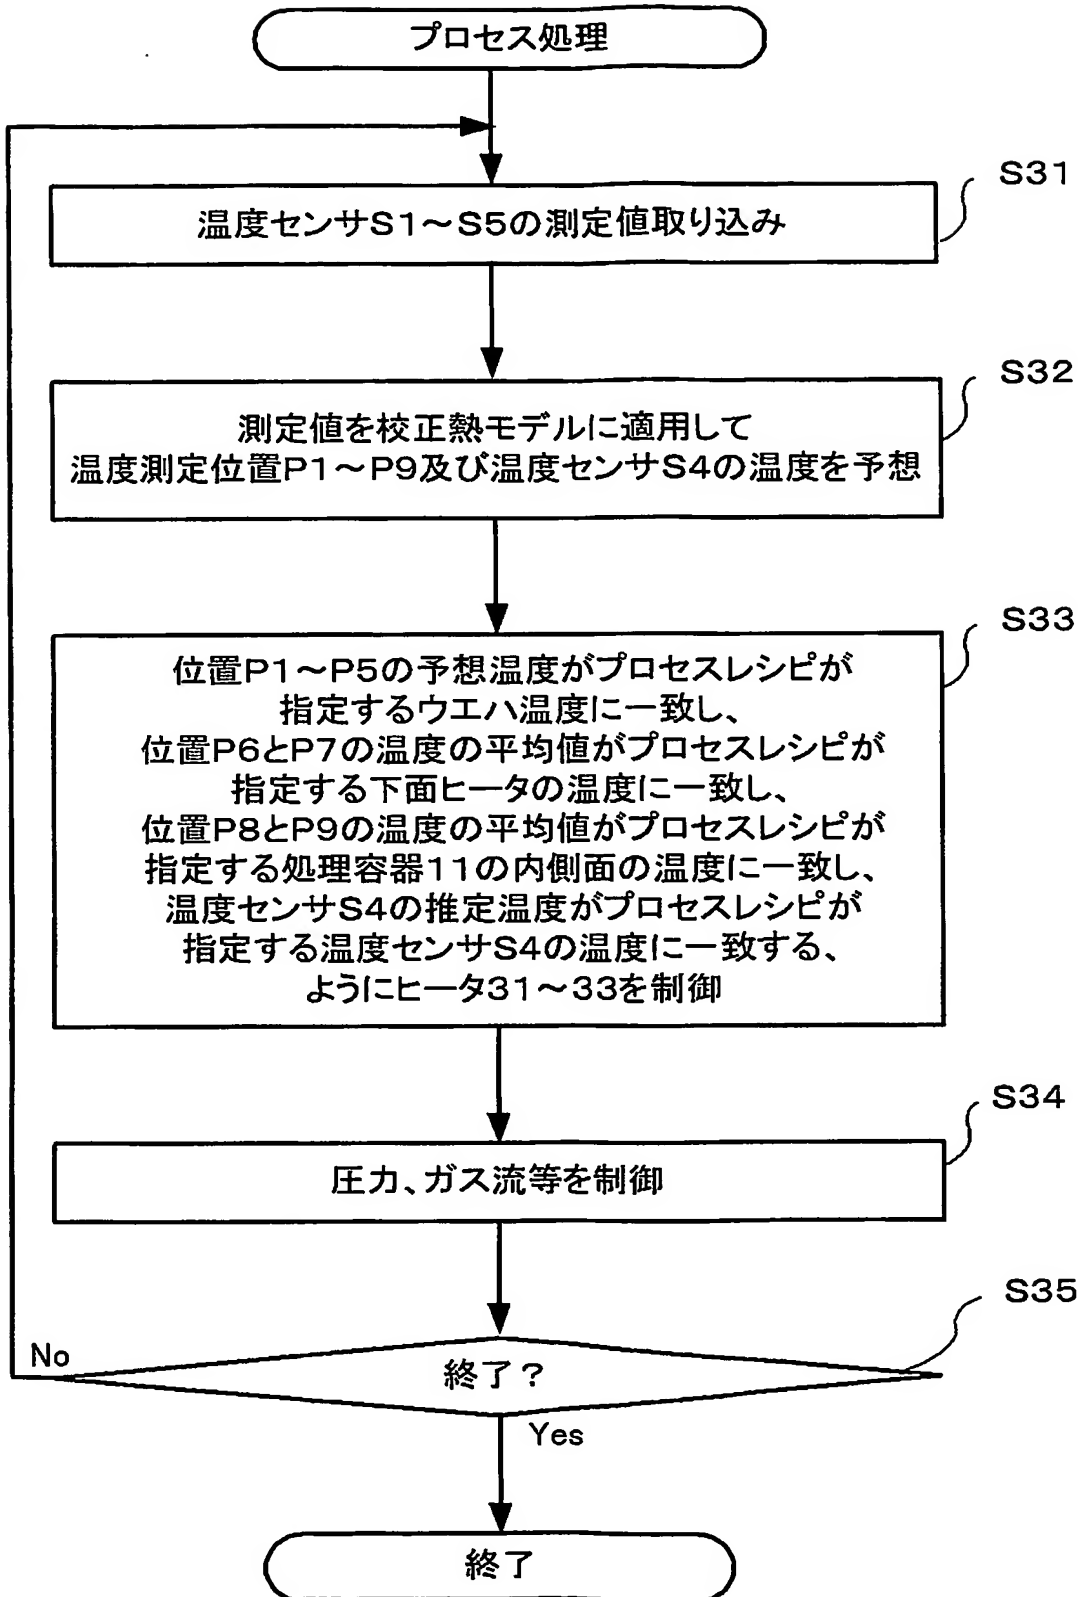 プロセス処理
S31
温度センサS1～S5の測定値取り込み
S32
測定値を校正熱モデルに適用して
温度測定位置P1～P9及び温度センサS4の温度を予想
S33
位置P1～P5の予想温度がプロセスレシピが
指定するウエハ温度に一致し、
位置P6とP7の温度の平均値がプロセスレシピが
指定する下面ヒータの温度に一致し、
位置P8とP9の温度の平均値がプロセスレシピが
指定する処理容器11の内側面の温度に一致し、
温度センサS4の推定温度がプロセスレシピが
指定する温度センサS4の温度に一致する、
ようにヒータ31～33を制御
S34
圧力、ガス流等を制御
S35
No
終了？
Yes
終了